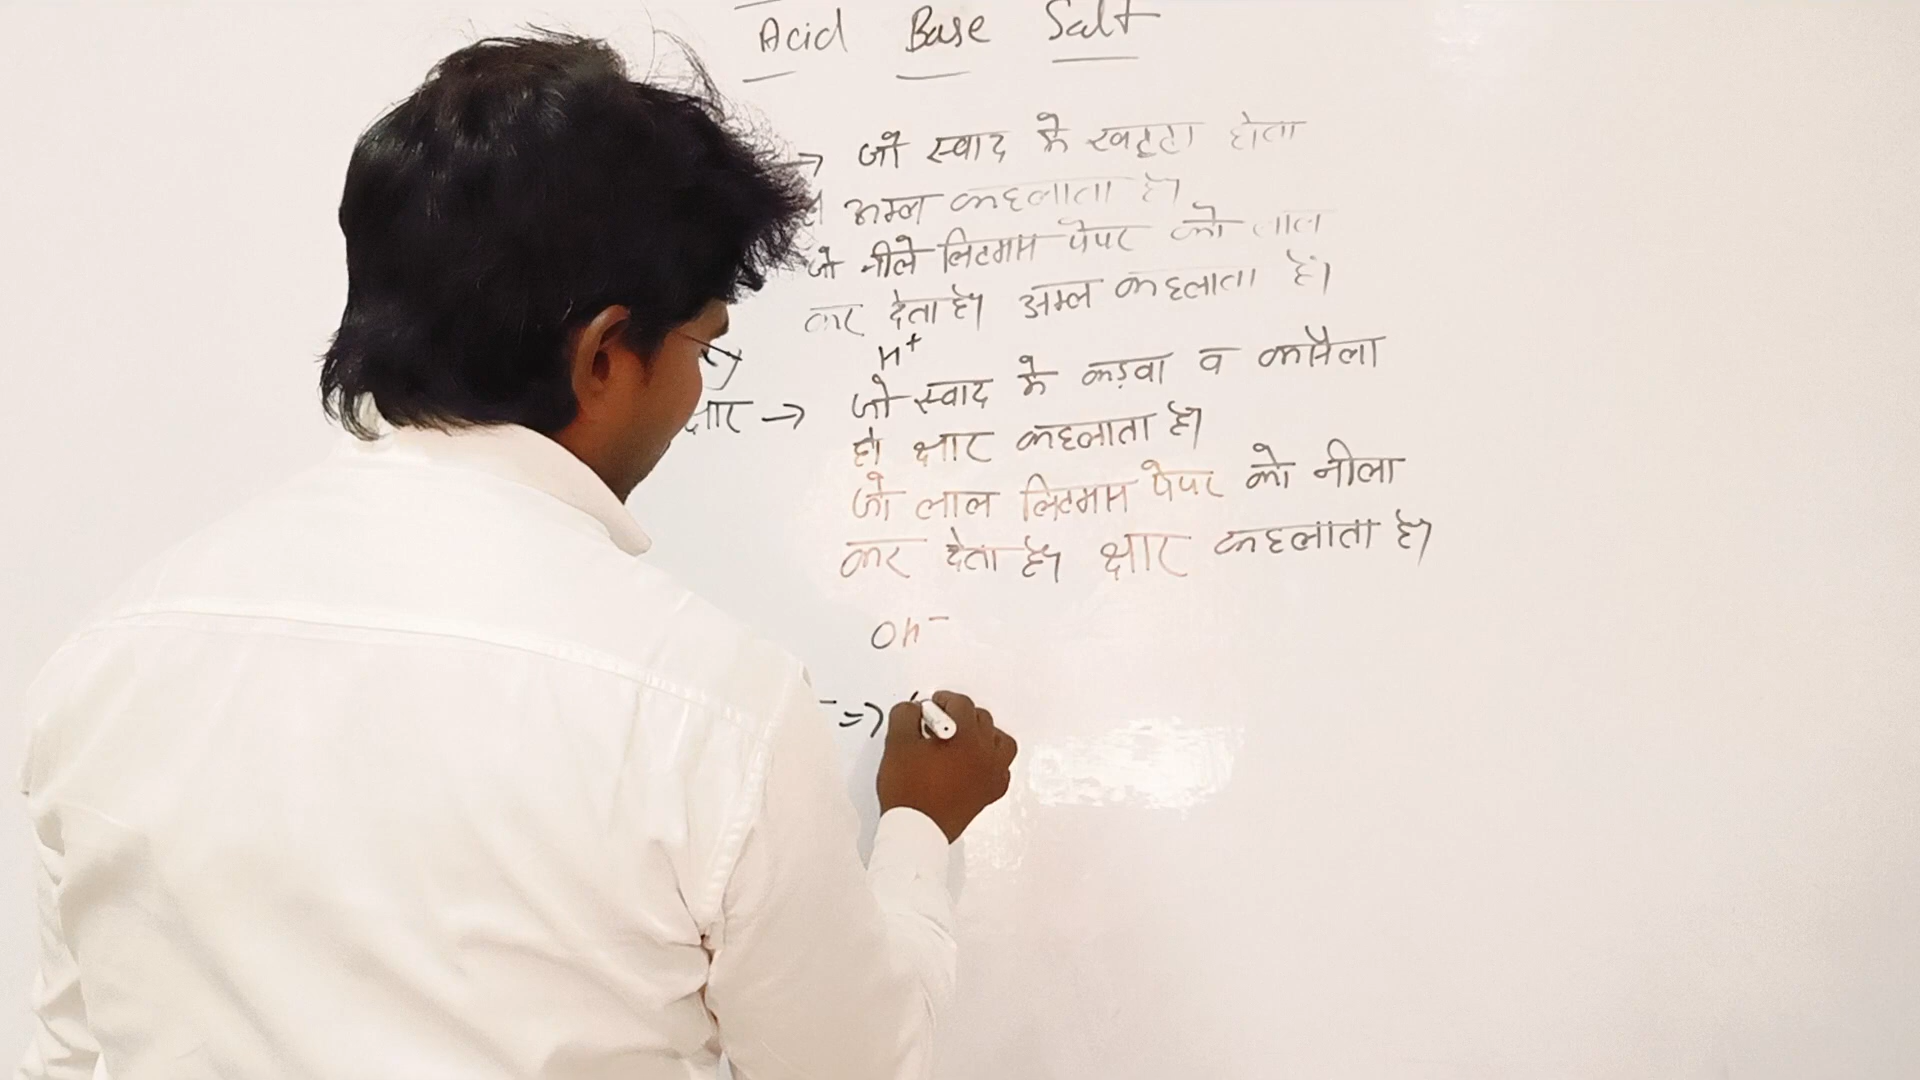 Acid Base Salt
→ जो स्वाद मे खट्टा होता
अम्ल कहलाता है।
जो नीले लिटमस पेपर को लाल
कर देता है। अम्ल कहलाता है।
H+
क्षार → जो स्वाद मे कड़वा व कसैला
हो क्षार कहलाता है।
जो लाल लिटमस पेपर को नीला
कर देता है। क्षार कहलाता है।
OH-
⇒